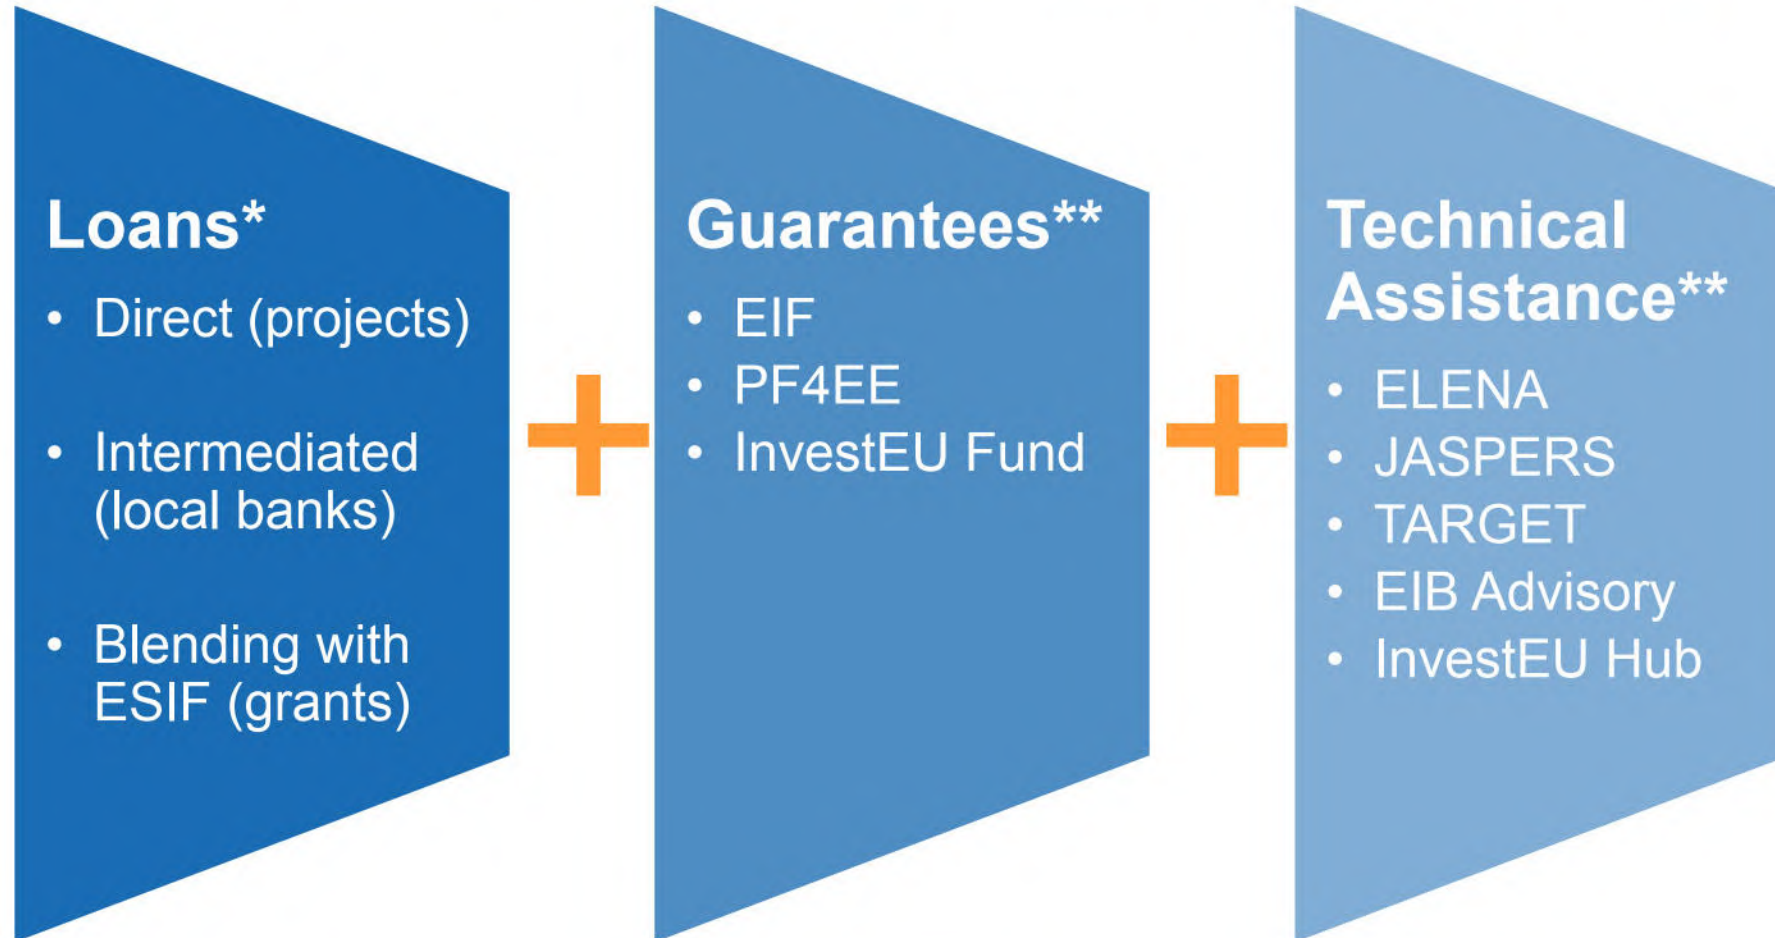 Loans*
• Direct (projects)
• Intermediated
(local banks)
• Blending with
ESIF (grants)
+
Guarantees**
• EIF
• PF4EE
• InvestEU Fund
+
Technical
Assistance**
• ELENA
• JASPERS
• TARGET
• EIB Advisory
• InvestEU Hub